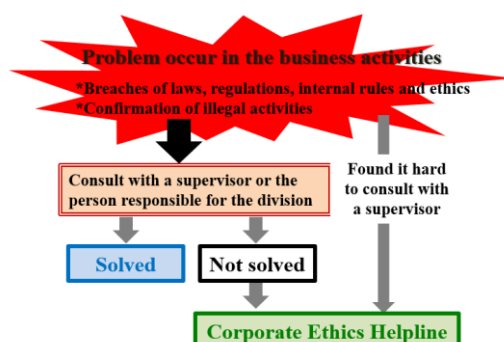 Problem occur in the business activities
*Breaches of laws, regulations, internal rules and ethics
*Confirmation of illegal activities
Consult with a supervisor or the
person responsible for the division
Found it hard
to consult with
a supervisor
Solved
Not solved
Corporate Ethics Helpline